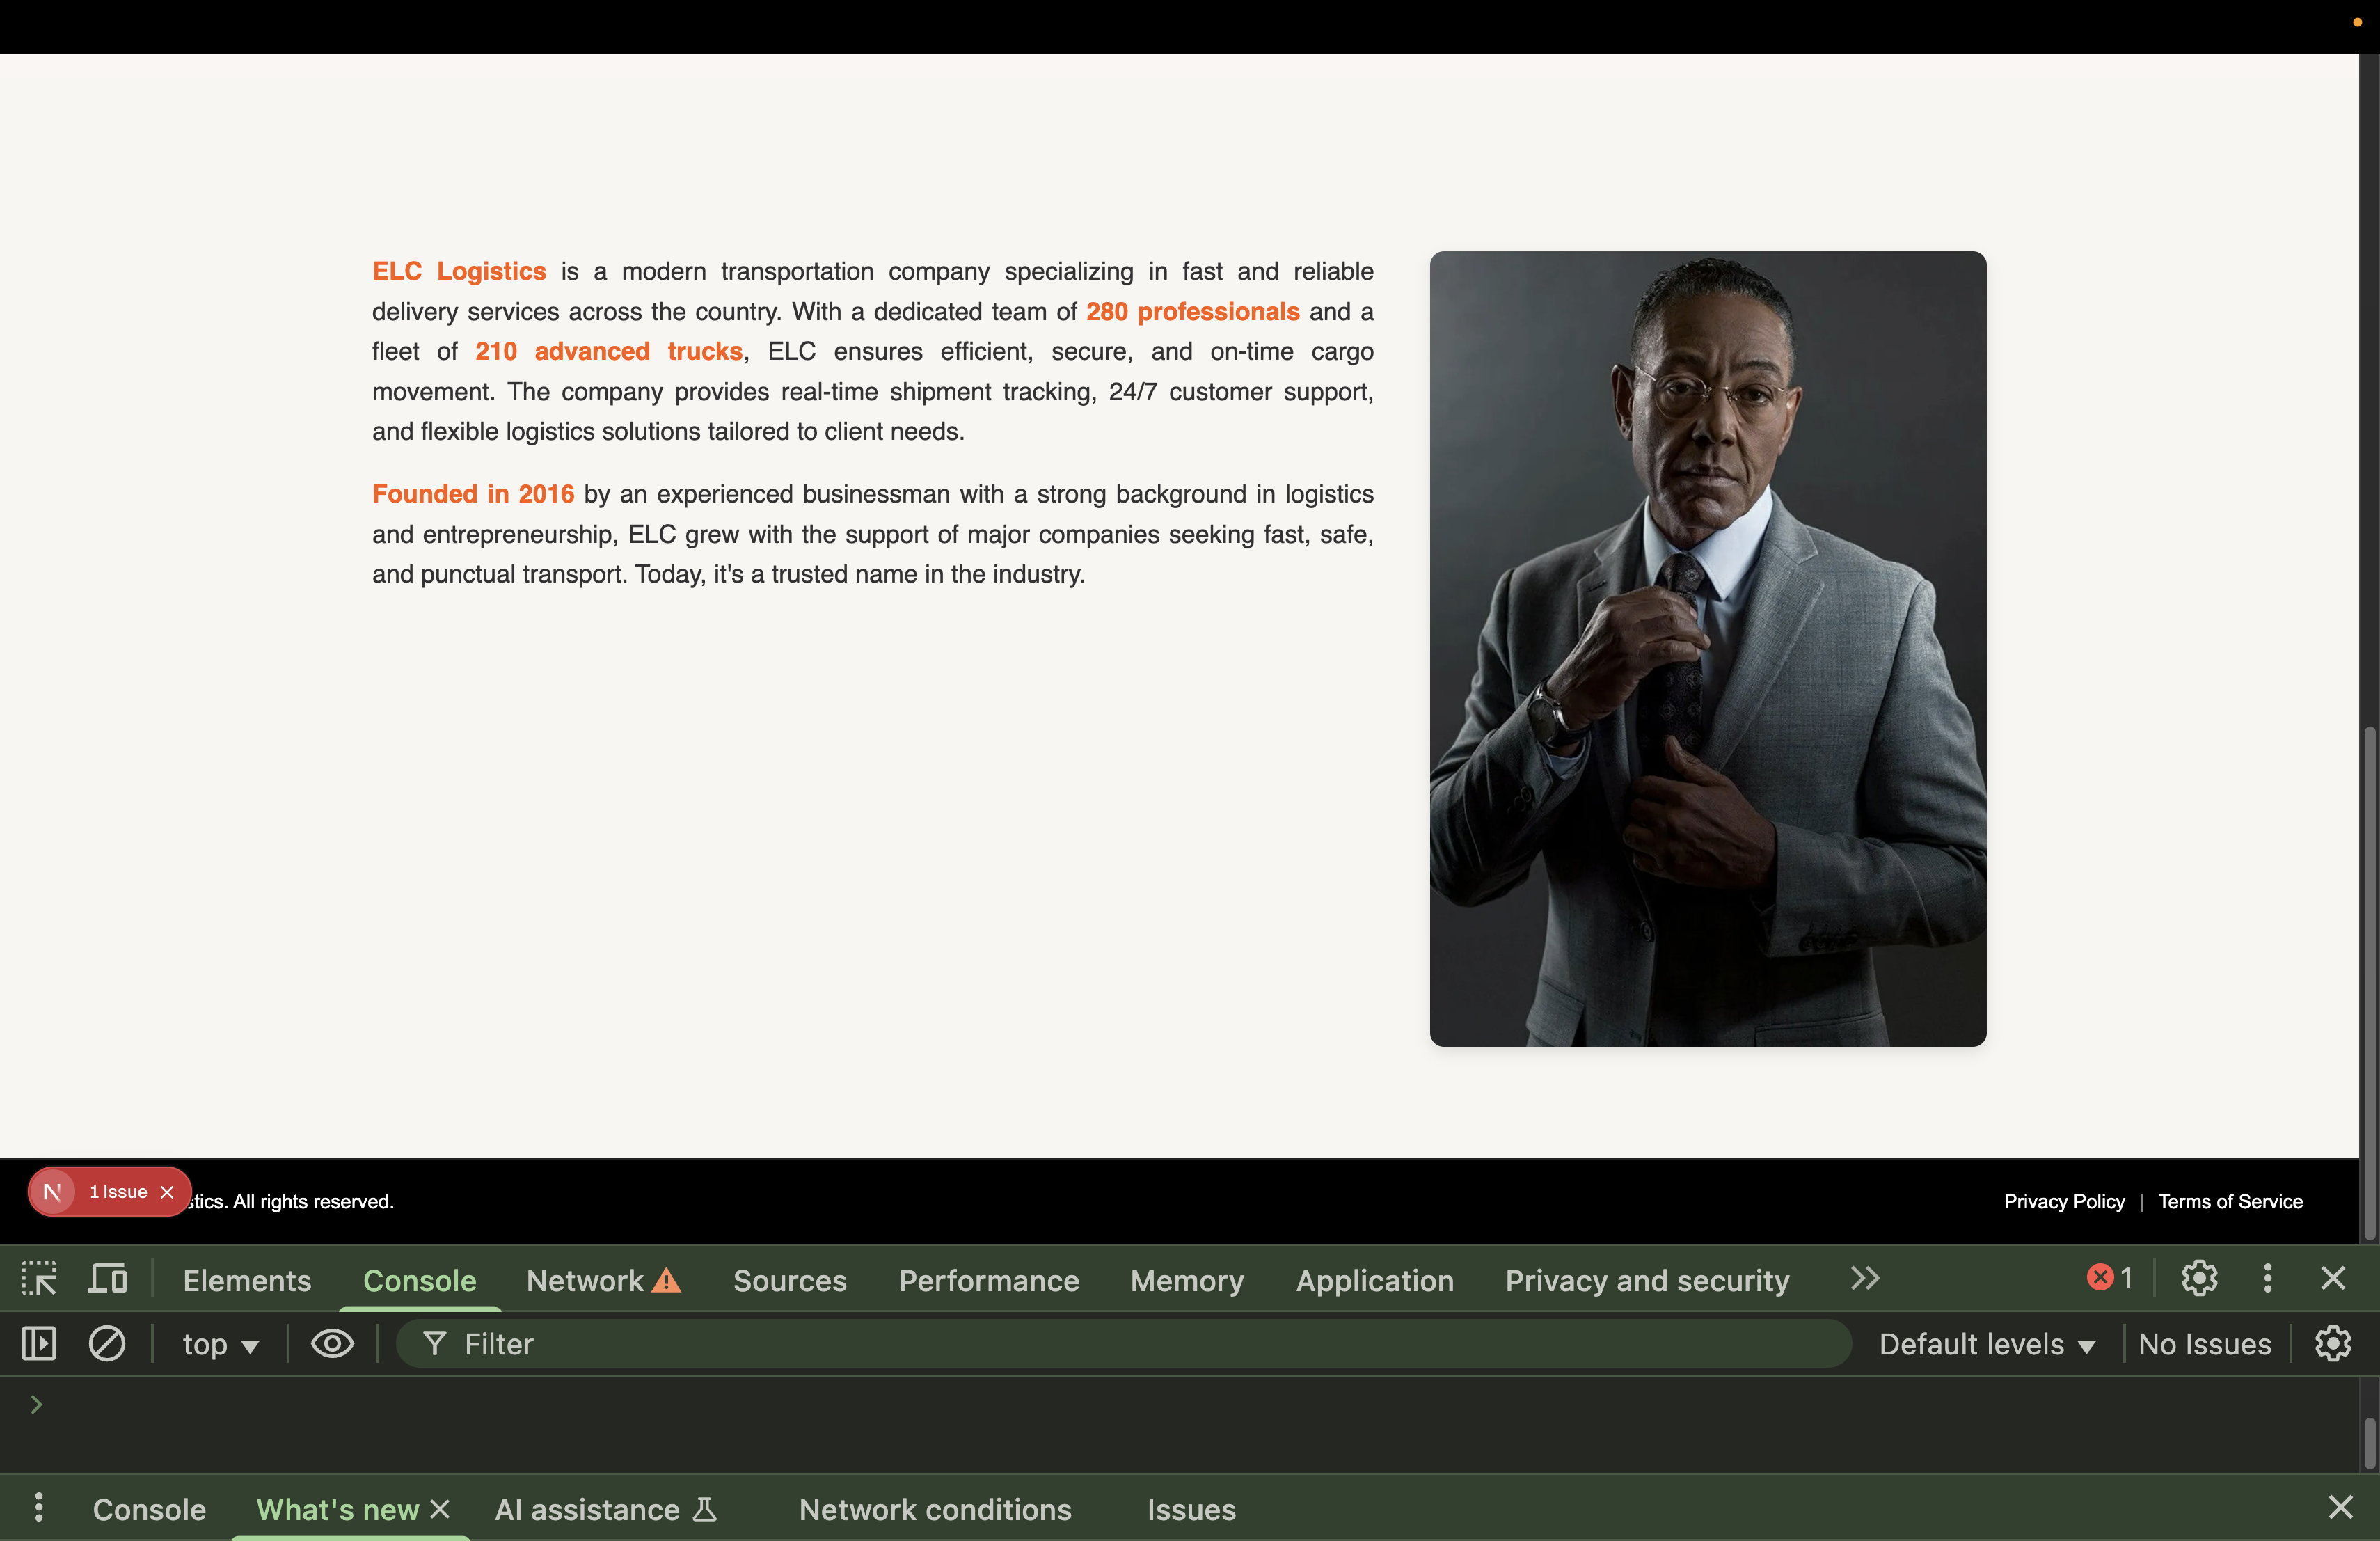 ELC Logistics is a modern transportation company specializing in fast and reliable
delivery services across the country. With a dedicated team of 280 professionals and a
fleet of 210 advanced trucks, ELC ensures efficient, secure, and on-time cargo
movement. The company provides real-time shipment tracking, 24/7 customer support,
and flexible logistics solutions tailored to client needs.
Founded in 2016 by an experienced businessman with a strong background in logistics
and entrepreneurship, ELC grew with the support of major companies seeking fast, safe,
and punctual transport. Today, it's a trusted name in the industry.
N 1 Issue
stics. All rights reserved.
Privacy Policy | Terms of Service
Elements Console Network Sources Performance Memory Application Privacy and security 1
top Filter Default levels No Issues
Console What's new AI assistance Network conditions Issues